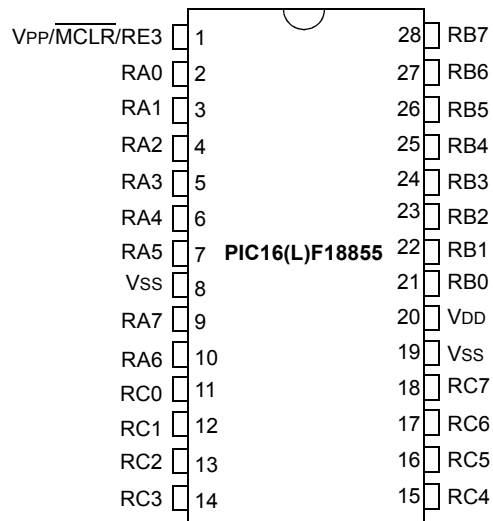 VPP/MCLR/RE3 1 28 RB7
RA0 2 27 RB6
RA1 3 26 RB5
RA2 4 25 RB4
RA3 5 24 RB3
RA4 6 23 RB2
RA5 7 PIC16(L)F18855 22 RB1
VSS 8 21 RB0
RA7 9 20 VDD
RA6 10 19 VSS
RC0 11 18 RC7
RC1 12 17 RC6
RC2 13 16 RC5
RC3 14 15 RC4